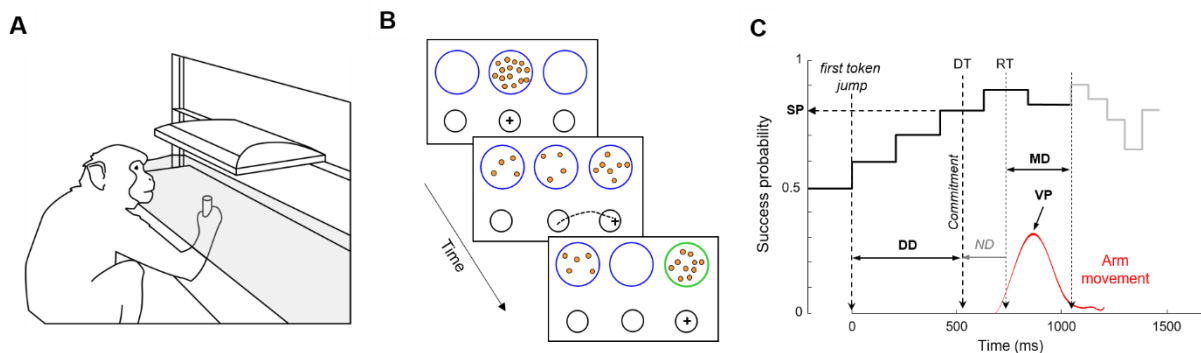 A
B
Time
C
Success probability
1
0.5
0
SP
first token
jump
DT
RT
Commitment
MD
VP
DD
ND
Arm
movement
0
500
1000
1500
Time (ms)